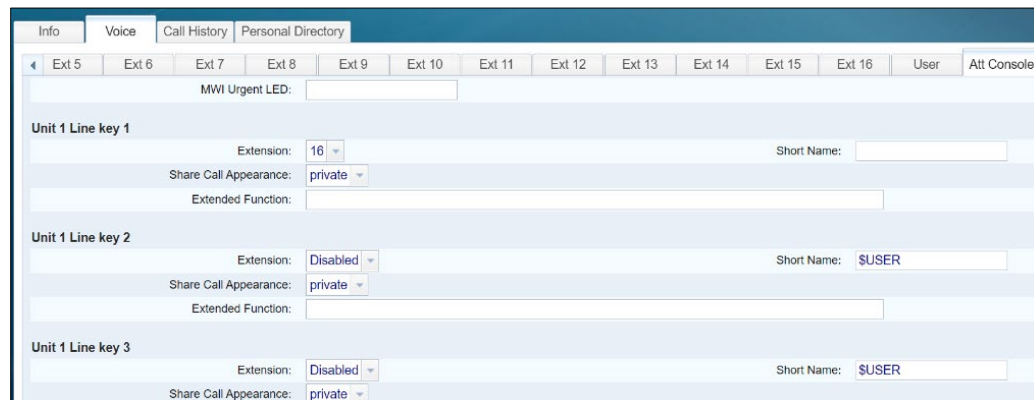 Info Voice Call History Personal Directory
Ext 5 Ext 6 Ext 7 Ext 8 Ext 9 Ext 10 Ext 11 Ext 12 Ext 13 Ext 14 Ext 15 Ext 16 User Att Console
MWI Urgent LED:
Unit 1 Line key 1
Extension: 16 Short Name:
Share Call Appearance: private
Extended Function:
Unit 1 Line key 2
Extension: Disabled Short Name: $USER
Share Call Appearance: private
Extended Function:
Unit 1 Line key 3
Extension: Disabled Short Name: $USER
Share Call Appearance: private